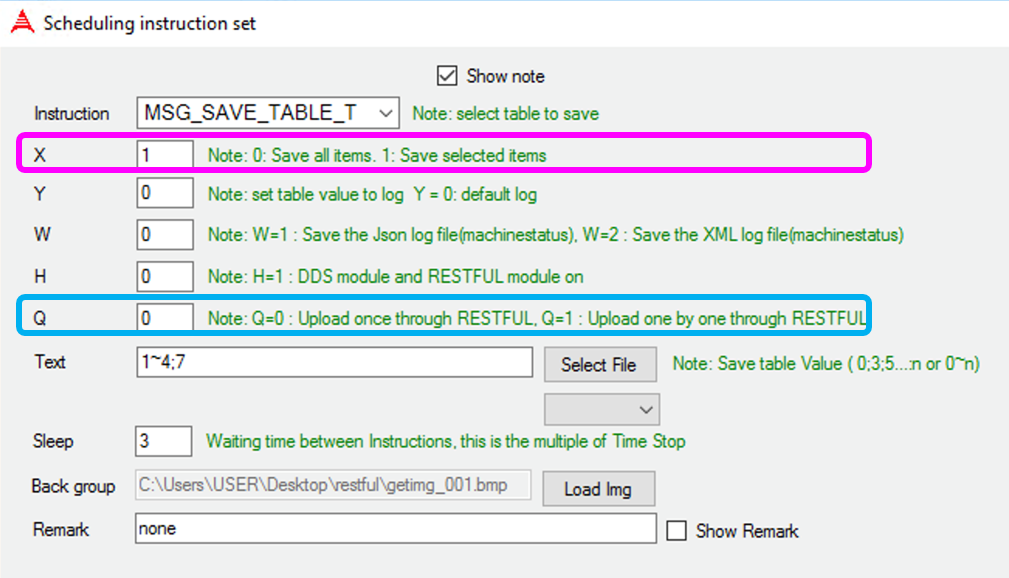 Scheduling instruction set
Show note
Instruction MSG_SAVE_TABLE_T Note: select table to save
X 1 Note: 0: Save all items. 1: Save selected items
Y 0 Note: set table value to log Y = 0: default log
W 0 Note: W=1 : Save the Json log file(machinestatus), W=2 : Save the XML log file(machinestatus)
H 0 Note: H=1 : DDS module and RESTFUL module on
Q 0 Note: Q=0 : Upload once through RESTFUL, Q=1 : Upload one by one through RESTFUL
Text 1~4;7 Select File Note: Save table Value ( 0;3;5...:n or 0~n)
Sleep 3 Waiting time between Instructions, this is the multiple of Time Stop
Back group C:\Users\USER\Desktop\restful\getimg_001.bmp Load Img
Remark none Show Remark